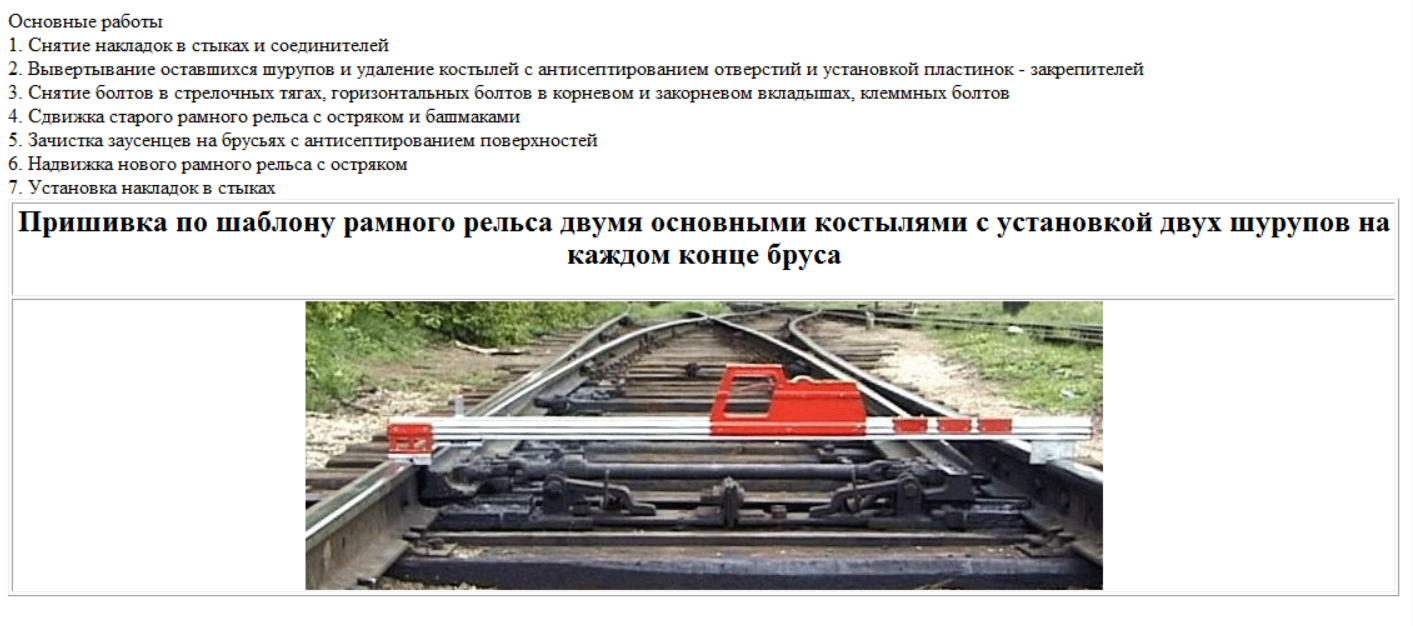 Основные работы
1. Снятие накладок в стыках и соединителей
2. Вывертывание оставшихся шурупов и удаление костылей с антисептированием отверстий и установкой пластинок - закрепителей
3. Снятие болтов в стрелочных тягах, горизонтальных болтов в корневом и закорневом вкладышах, клеммных болтов
4. Сдвижка старого рамного рельса с остряком и башмаками
5. Зачистка заусенцев на брусьях с антисептированием поверхностей
6. Надвижка нового рамного рельса с остряком
7. Установка накладок в стыках
Пришивка по шаблону рамного рельса двумя основными костылями с установкой двух шурупов на
каждом конце бруса